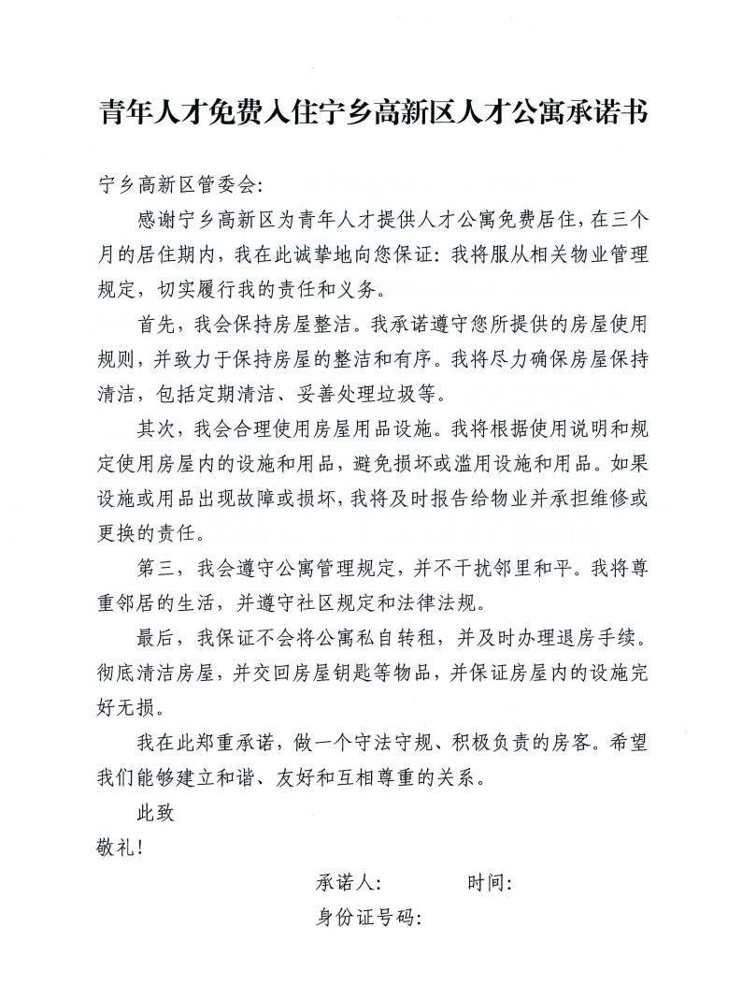 青年人才免费入住宁乡高新区人才公寓承诺书
宁乡高新区管委会：
感谢宁乡高新区为青年人才提供人才公寓免费居住，在三个
月的居住期内，我在此诚挚地向您保证：我将服从相关物业管理
规定，切实履行我的责任和义务。
首先，我会保持房屋整洁。我承诺遵守您所提供的房屋使用
规则，并致力于保持房屋的整洁和有序。我将尽力确保房屋保持
清洁，包括定期清洁、妥善处理垃圾等。
其次，我会合理使用房屋用品设施。我将根据使用说明和规
定使用房屋内的设施和用品，避免损坏或滥用设施和用品。如果
设施或用品出现故障或损坏，我将及时报告给物业并承担维修或
更换的责任。
第三，我会遵守公寓管理规定，并不干扰邻里和平。我将尊
重邻居的生活，并遵守社区规定和法律法规。
最后，我保证不会将公寓私自转租，并及时办理退房手续。
彻底清洁房屋，并交回房屋钥匙等物品，并保证房屋内的设施完
好无损。
我在此郑重承诺，做一个守法守规、积极负责的房客。希望
我们能够建立和谐、友好和互相尊重的关系。
此致
敬礼！
承诺人： 时间：
身份证号码：